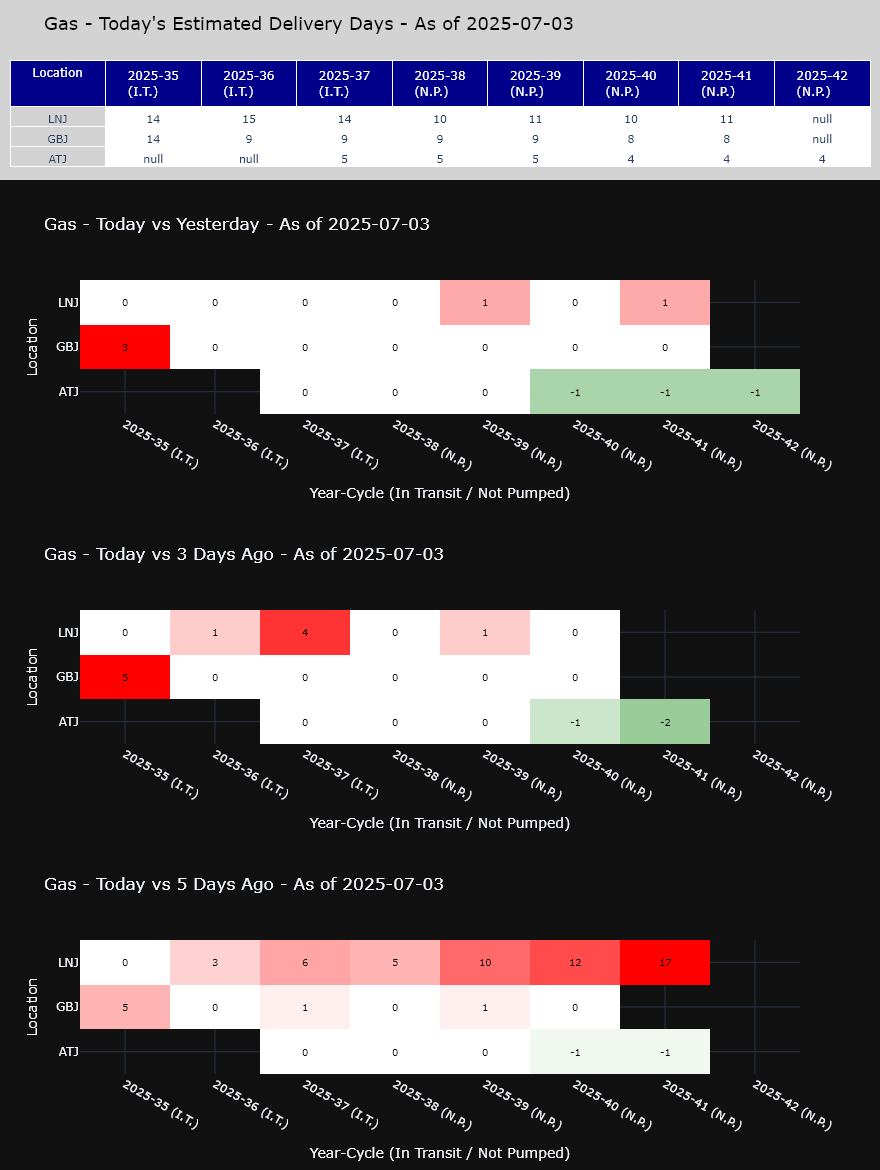 Gas - Today's Estimated Delivery Days - As of 2025-07-03
Location 2025-35 (I.T.) 2025-36 (I.T.) 2025-37 (I.T.) 2025-38 (N.P.) 2025-39 (N.P.) 2025-40 (N.P.) 2025-41 (N.P.) 2025-42 (N.P.)
LNJ 14 15 14 10 11 10 11 null
GBJ 14 9 9 9 9 8 8 null
ATJ null null 5 5 5 4 4 4
Gas - Today vs Yesterday - As of 2025-07-03
Location
LNJ 0 0 0 0 1 0 1
GBJ 3 0 0 0 0 0 0
ATJ 0 0 0 -1 -1 -1
2025-35 (I.T.) 2025-36 (I.T.) 2025-37 (I.T.) 2025-38 (N.P.) 2025-39 (N.P.) 2025-40 (N.P.) 2025-41 (N.P.) 2025-42 (N.P.)
Year-Cycle (In Transit / Not Pumped)
Gas - Today vs 3 Days Ago - As of 2025-07-03
Location
LNJ 0 1 4 0 1 0
GBJ 5 0 0 0 0 0
ATJ 0 0 0 -1 -2
2025-35 (I.T.) 2025-36 (I.T.) 2025-37 (I.T.) 2025-38 (N.P.) 2025-39 (N.P.) 2025-40 (N.P.) 2025-41 (N.P.) 2025-42 (N.P.)
Year-Cycle (In Transit / Not Pumped)
Gas - Today vs 5 Days Ago - As of 2025-07-03
Location
LNJ 0 3 6 5 10 12 17
GBJ 5 0 1 0 1 0
ATJ 0 0 0 -1 -1
2025-35 (I.T.) 2025-36 (I.T.) 2025-37 (I.T.) 2025-38 (N.P.) 2025-39 (N.P.) 2025-40 (N.P.) 2025-41 (N.P.) 2025-42 (N.P.)
Year-Cycle (In Transit / Not Pumped)